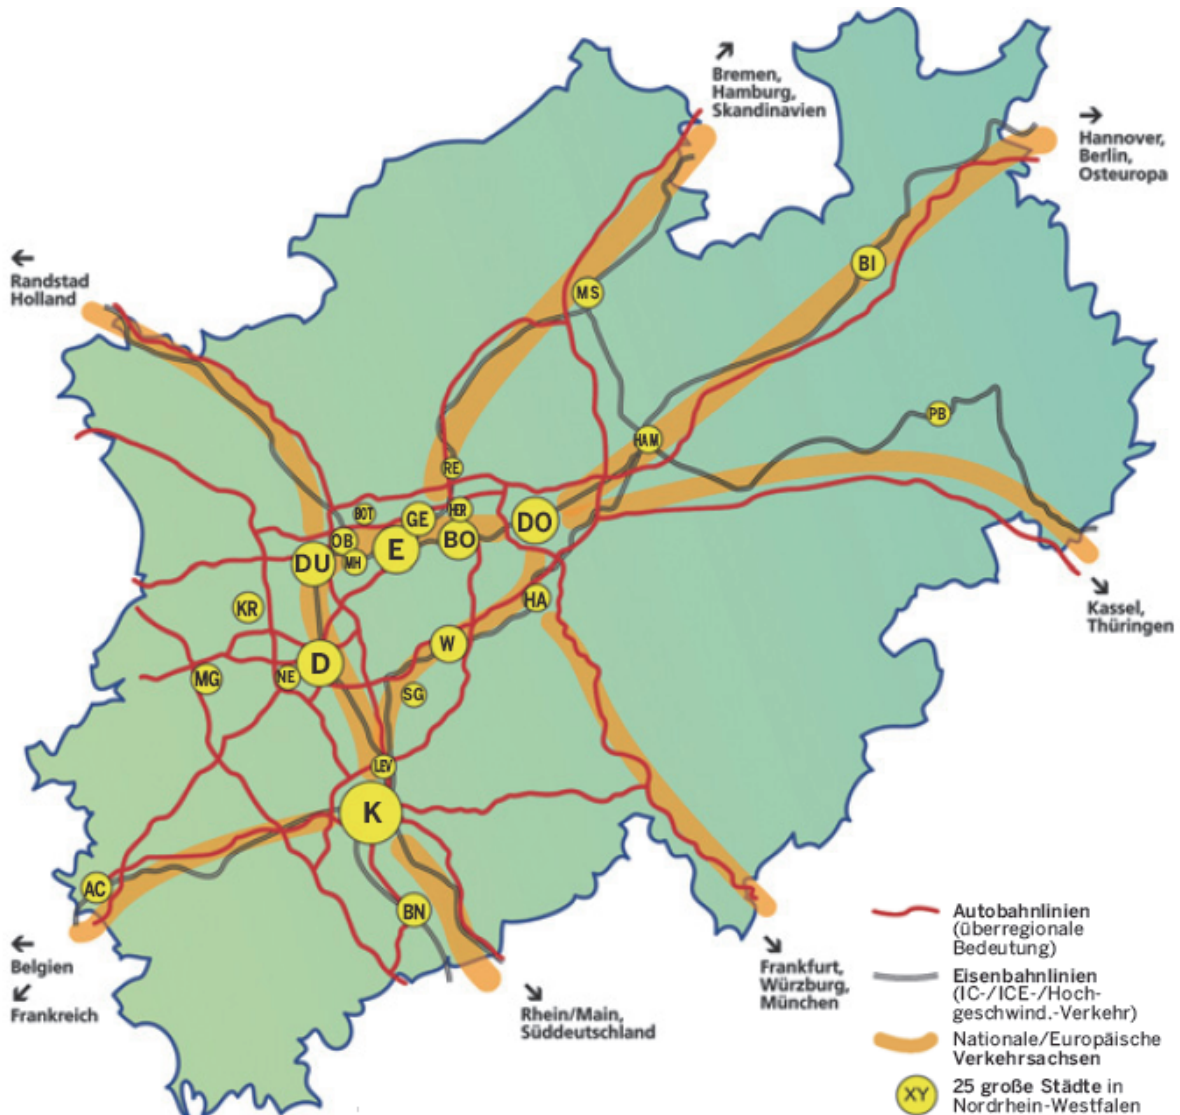 ←
Randstad
Holland
↗
Bremen,
Hamburg,
Skandinavien
→
Hannover,
Berlin,
Osteuropa
BI
MS
PB
HAM
RE
BOT
GE
HER
DO
OB
E
BO
DU
MH
KR
HA
W
D
MG
NE
SG
LEV
K
AC
BN
↘
Kassel,
Thüringen
←
Belgien
↙
Frankreich
↘
Rhein/Main,
Süddeutschland
↘
Frankfurt,
Würzburg,
München
Autobahnlinien
(überregionale
Bedeutung)
Eisenbahnlinien
(IC-/ICE-/Hoch-
geschwind.-Verkehr)
Nationale/Europäische
Verkehrsachsen
XY
25 große Städte in
Nordrhein-Westfalen